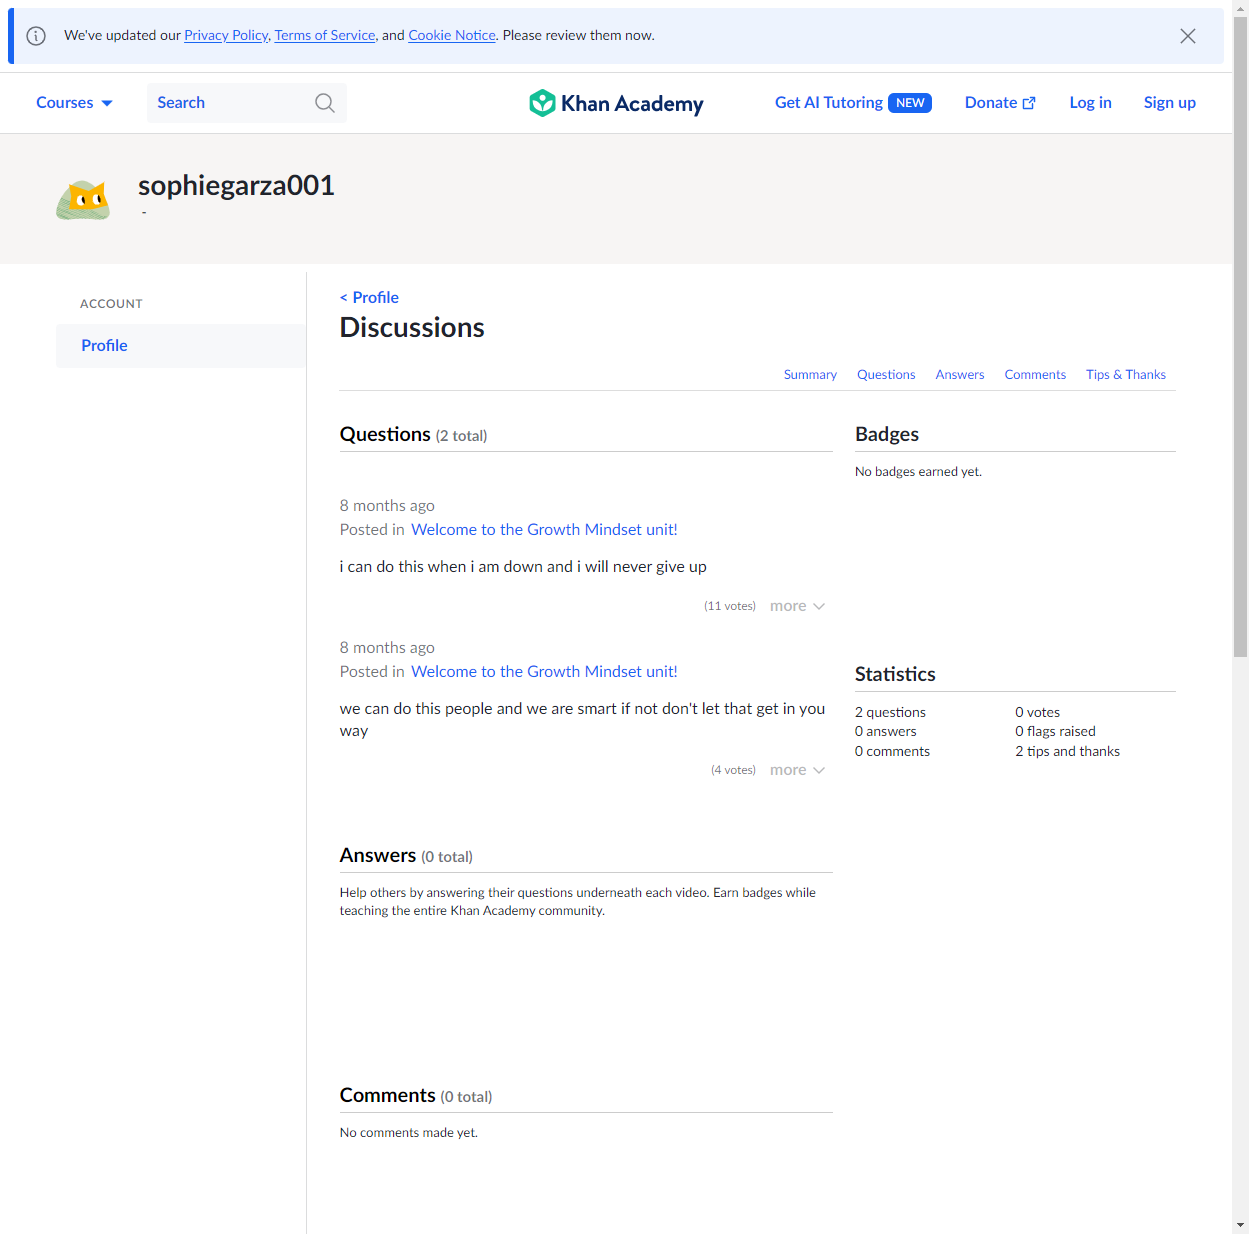 We've updated our Privacy Policy, Terms of Service, and Cookie Notice. Please review them now.
Courses
Search
Khan Academy
Get AI Tutoring NEW
Donate
Log in
Sign up
sophiegarza001
-
ACCOUNT
Profile
< Profile
Discussions
Summary
Questions
Answers
Comments
Tips & Thanks
Questions (2 total)
8 months ago
Posted in Welcome to the Growth Mindset unit!
i can do this when i am down and i will never give up
(11 votes) more
8 months ago
Posted in Welcome to the Growth Mindset unit!
we can do this people and we are smart if not don't let that get in you
way
(4 votes) more
Answers (0 total)
Help others by answering their questions underneath each video. Earn badges while
teaching the entire Khan Academy community.
Comments (0 total)
No comments made yet.
Badges
No badges earned yet.
Statistics
2 questions
0 votes
0 answers
0 flags raised
0 comments
2 tips and thanks